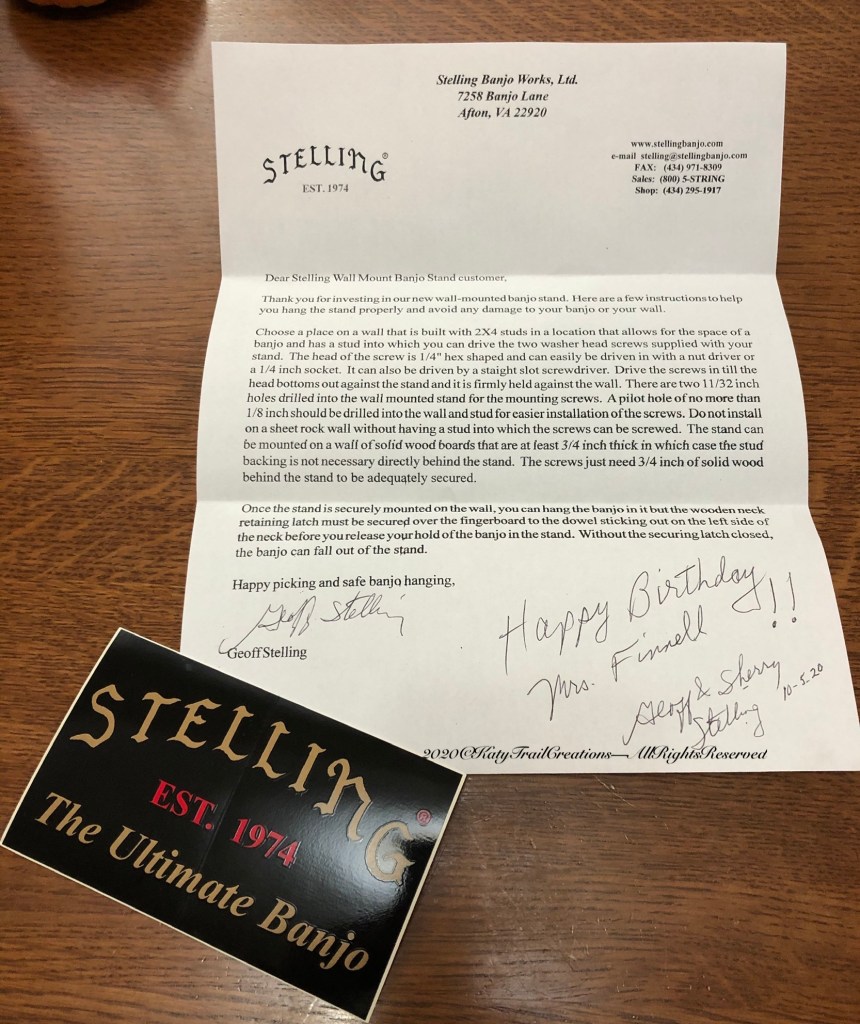 Stelling Banjo Works, Ltd.
7258 Banjo Lane
Afton, VA 22920
STELLING®
EST. 1974
www.stellingbanjo.com
e-mail stelling@stellingbanjo.com
FAX: (434) 971-8309
Sales: (800) 5-STRING
Shop: (434) 295-1917
Dear Stelling Wall Mount Banjo Stand customer,
Thank you for investing in our new wall-mounted banjo stand. Here are a few instructions to help
you hang the stand properly and avoid any damage to your banjo or your wall.
Choose a place on a wall that is built with 2X4 studs in a location that allows for the space of a
banjo and has a stud into which you can drive the two washer head screws supplied with your
stand. The head of the screw is 1/4" hex shaped and can easily be driven in with a nut driver or
a 1/4 inch socket. It can also be driven by a staight slot screwdriver. Drive the screws in till the
head bottoms out against the stand and it is firmly held against the wall. There are two 11/32 inch
holes drilled into the wall mounted stand for the mounting screws. A pilot hole of no more than
1/8 inch should be drilled into the wall and stud for easier installation of the screws. Do not install
on a sheet rock wall without having a stud into which the screws can be screwed. The stand can
be mounted on a wall of solid wood boards that are at least 3/4 inch thick in which case the stud
backing is not necessary directly behind the stand. The screws just need 3/4 inch of solid wood
behind the stand to be adequately secured.
Once the stand is securely mounted on the wall, you can hang the banjo in it but the wooden neck
retaining latch must be secured over the fingerboard to the dowel sticking out on the left side of
the neck before you release your hold of the banjo in the stand. Without the securing latch closed,
the banjo can fall out of the stand.
Happy picking and safe banjo hanging,
Geoff Stelling
Geoff Stelling
Happy Birthday
Mrs. Finnell !!
Geoff & Sherry
Stelling
10-5-20
2020©KatyTrailCreations—AllRightsReserved
STELLING®
EST. 1974
The Ultimate Banjo